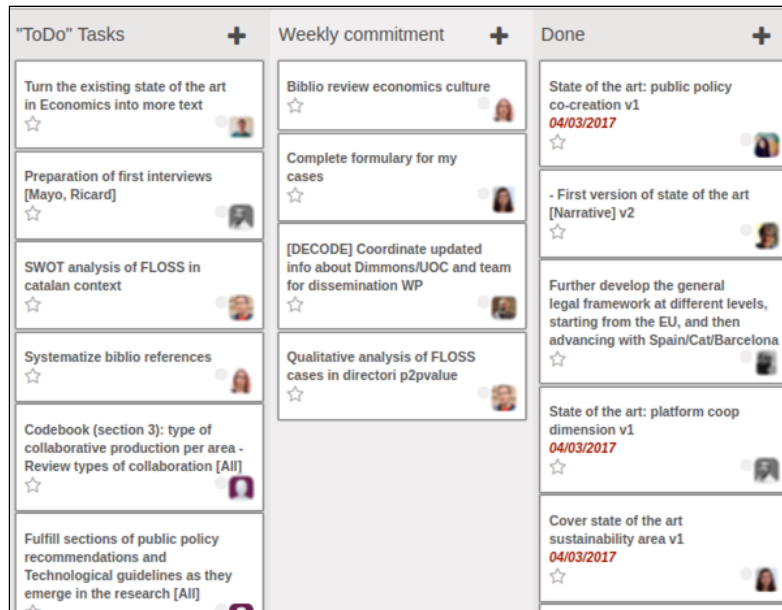 "ToDo" Tasks
Turn the existing state of the art
in Economics into more text
Preparation of first interviews
[Mayo, Ricard]
SWOT analysis of FLOSS in
catalan context
Systematize biblio references
Codebook (section 3): type of
collaborative production per area -
Review types of collaboration [All]
Fulfill sections of public policy
recommendations and
Technological guidelines as they
emerge in the research [All]
Weekly commitment
Biblio review economics culture
Complete formulary for my
cases
[DECODE] Coordinate updated
info about Dimmons/UOC and team
for dissemination WP
Qualitative analysis of FLOSS
cases in directori p2pvalue
Done
State of the art: public policy
co-creation v1
04/03/2017
- First version of state of the art
[Narrative] v2
Further develop the general
legal framework at different levels,
starting from the EU, and then
advancing with Spain/Cat/Barcelona
State of the art: platform coop
dimension v1
04/03/2017
Cover state of the art
sustainability area v1
04/03/2017